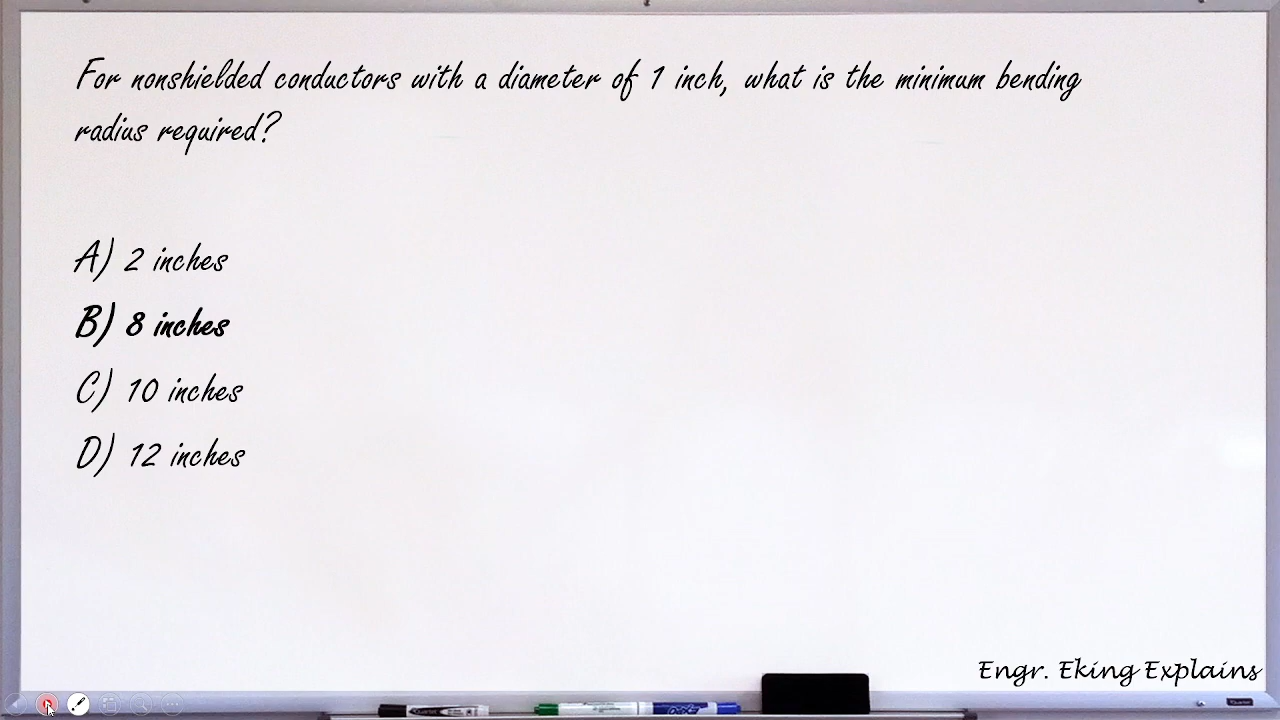 For nonshielded conductors with a diameter of 1 inch, what is the minimum bending
radius required?
A) 2 inches
B) 8 inches
C) 10 inches
D) 12 inches
Engr. Eking Explains